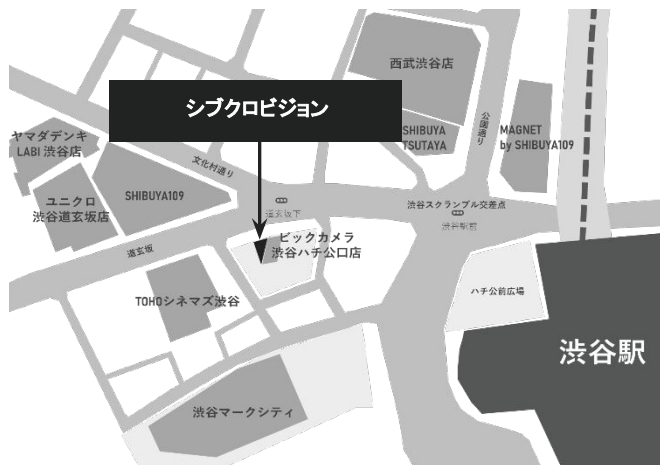 西武渋谷店
シブクロビジョン
ヤマダデンキ
LABI 渋谷店
SHIBUYA
TSUTAYA
公園通り
MAGNET
by SHIBUYA109
文化村通り
ユニクロ
渋谷道玄坂店
SHIBUYA109
道玄坂下
渋谷スクランブル交差点
渋谷駅前
道玄坂
ビックカメラ
渋谷ハチ公口店
TOHOシネマズ渋谷
ハチ公前広場
渋谷駅
渋谷マークシティ